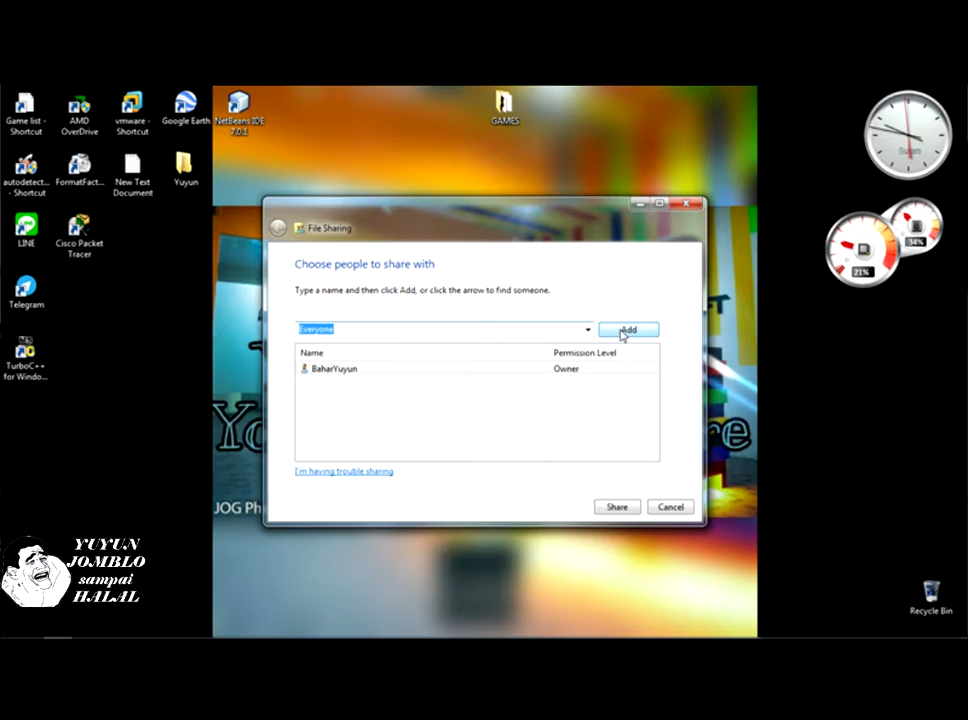 Game list -
Shortcut
AMD
OverDrive
vmware -
Shortcut
Google Earth
NetBeans IDE
7.0.1
GAMES
autodetect...
- Shortcut
FormatFact...
New Text
Document
Yuyun
LINE
Cisco Packet
Tracer
Telegram
TurboC++
for Windo...
File Sharing
Choose people to share with
Type a name and then click Add, or click the arrow to find someone.
Everyone
Add
Name
Permission Level
BaharYuyun
Owner
I'm having trouble sharing
Share
Cancel
JOG Ph
YUYUN
JOMBLO
sampai
HALAL
34%
21%
Recycle Bin